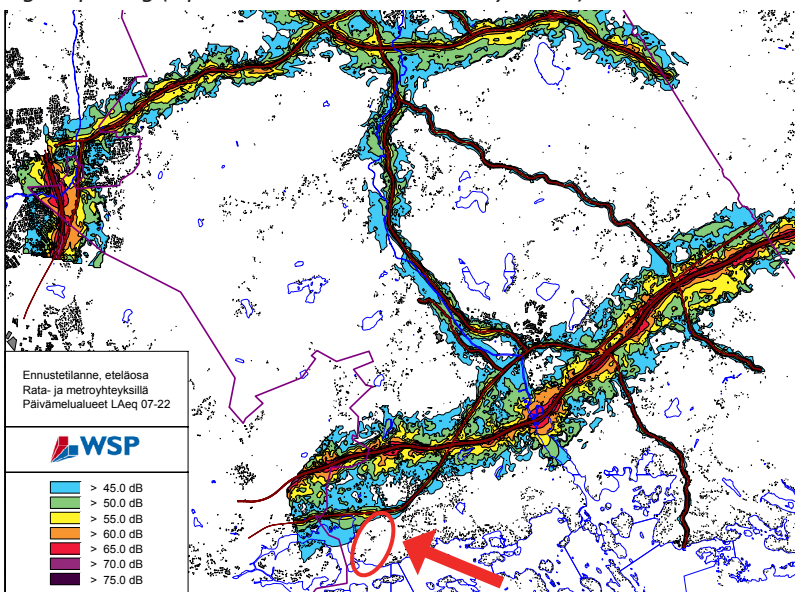 Ennustetilanne, eteläosa
Rata- ja metroyhteyksillä
Päivämelualueet LAeq 07-22
WSP
> 45.0 dB
> 50.0 dB
> 55.0 dB
> 60.0 dB
> 65.0 dB
> 70.0 dB
> 75.0 dB